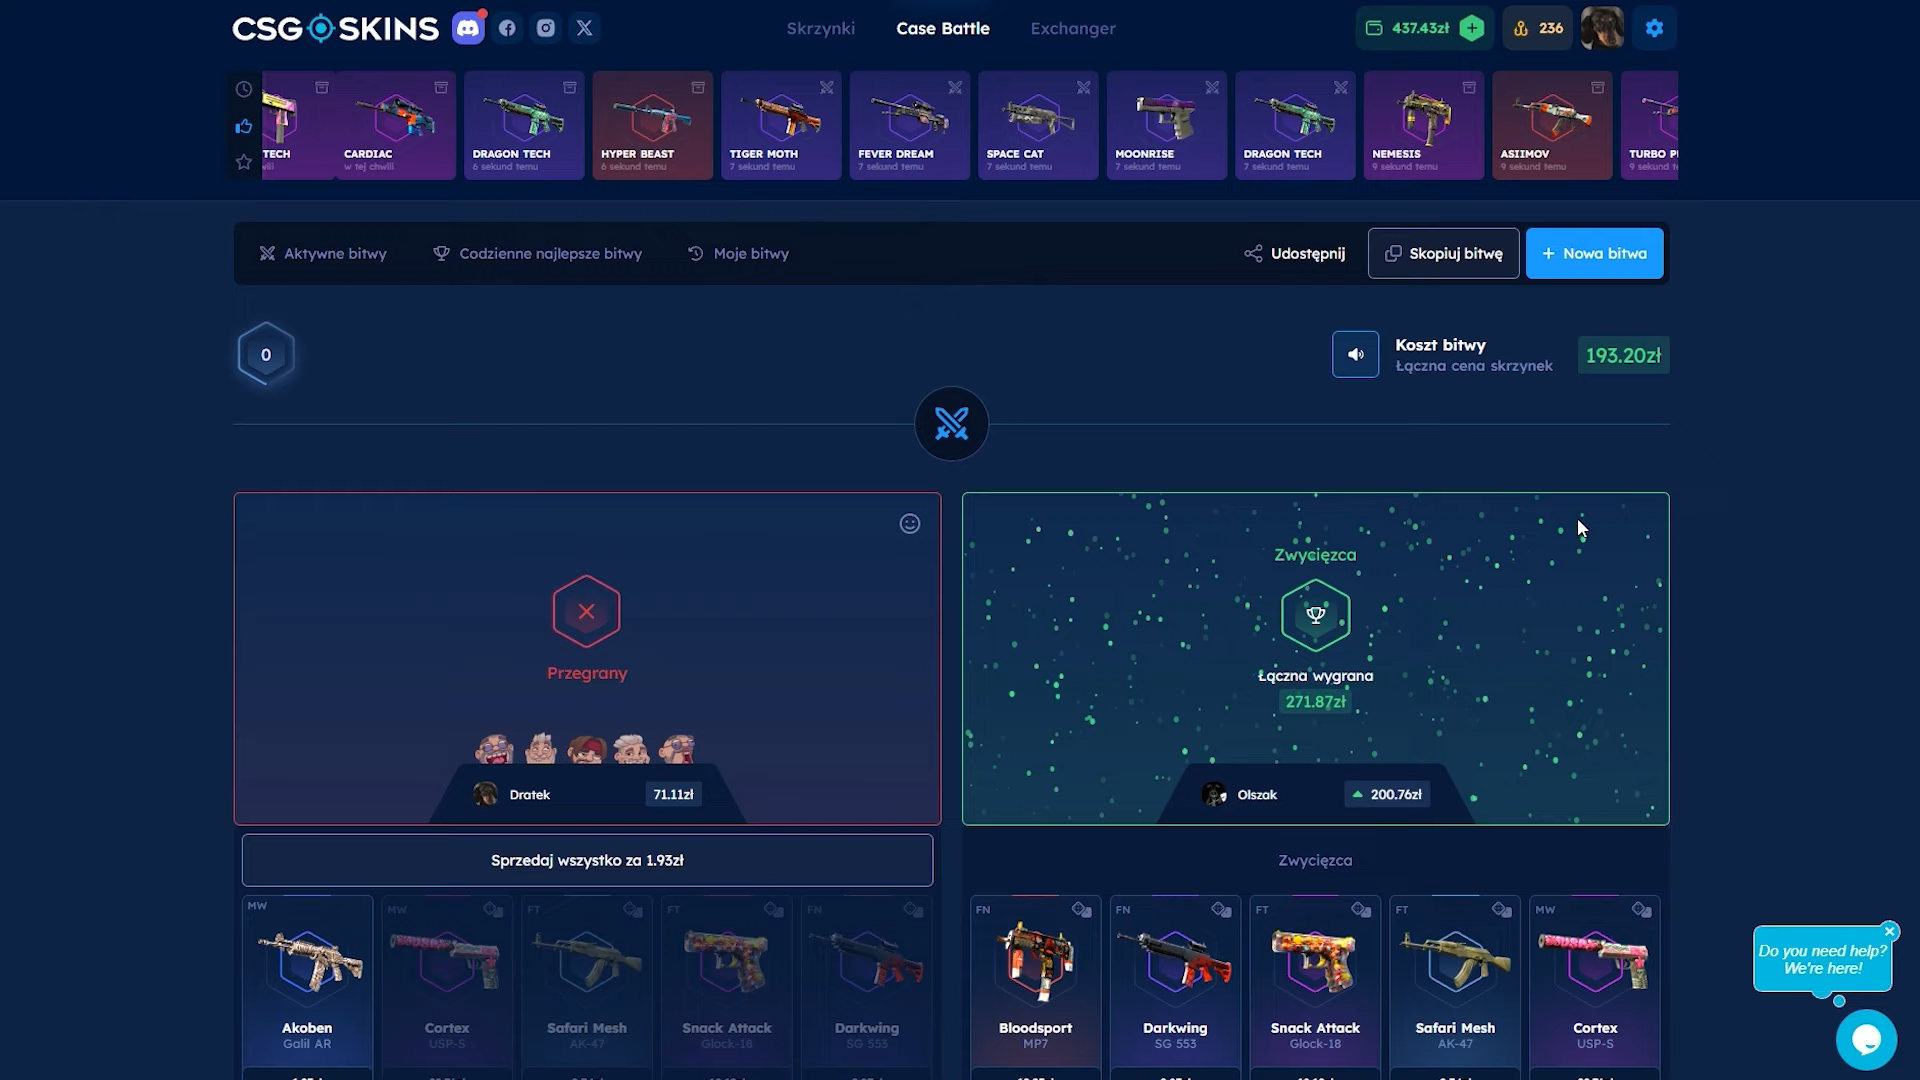 CSG SKINS
Skrzynki
Case Battle
Exchanger
437.43zł
236
TECH
CARDIAC
w tej chwili
DRAGON TECH
6 sekund temu
HYPER BEAST
6 sekund temu
TIGER MOTH
7 sekund temu
FEVER DREAM
7 sekund temu
SPACE CAT
7 sekund temu
MOONRISE
7 sekund temu
DRAGON TECH
7 sekund temu
NEMESIS
9 sekund temu
ASIIMOV
9 sekund temu
TURBO P
9 sekund
Aktywne bitwy
Codzienne najlepsze bitwy
Moje bitwy
Udostępnij
Skopiuj bitwę
+ Nowa bitwa
0
Koszt bitwy
Łączna cena skrzynek
193.20zł
Przegrany
Dratek
71.11zł
Zwycięzca
Łączna wygrana
271.87zł
Olszak
200.76zł
Sprzedaj wszystko za 1.93zł
Zwycięzca
MW
Akoben
Galil AR
MW
Cortex
USP-S
FT
Safari Mesh
AK-47
FT
Snack Attack
Glock-18
FN
Darkwing
SG 553
FN
Bloodsport
MP7
FN
Darkwing
SG 553
FT
Snack Attack
Glock-18
FT
Safari Mesh
AK-47
MW
Cortex
USP-S
Do you need help?
We're here!